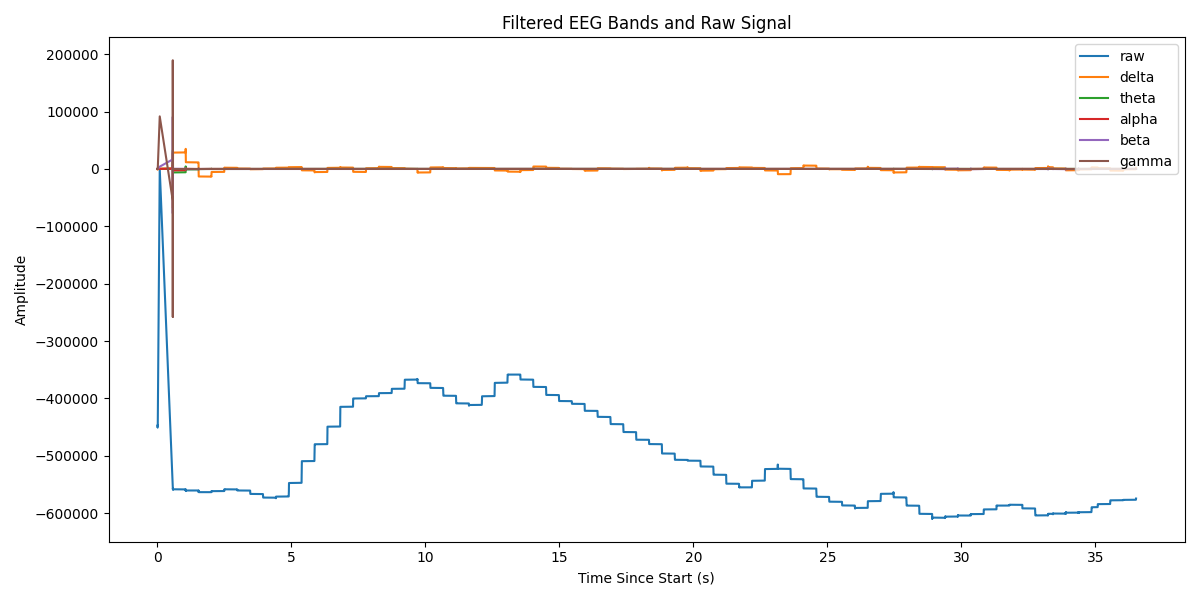 Filtered EEG Bands and Raw Signal
200000
100000
0
−100000
−200000
−300000
−400000
−500000
−600000
Amplitude
0 5 10 15 20 25 30 35
Time Since Start (s)
raw
delta
theta
alpha
beta
gamma